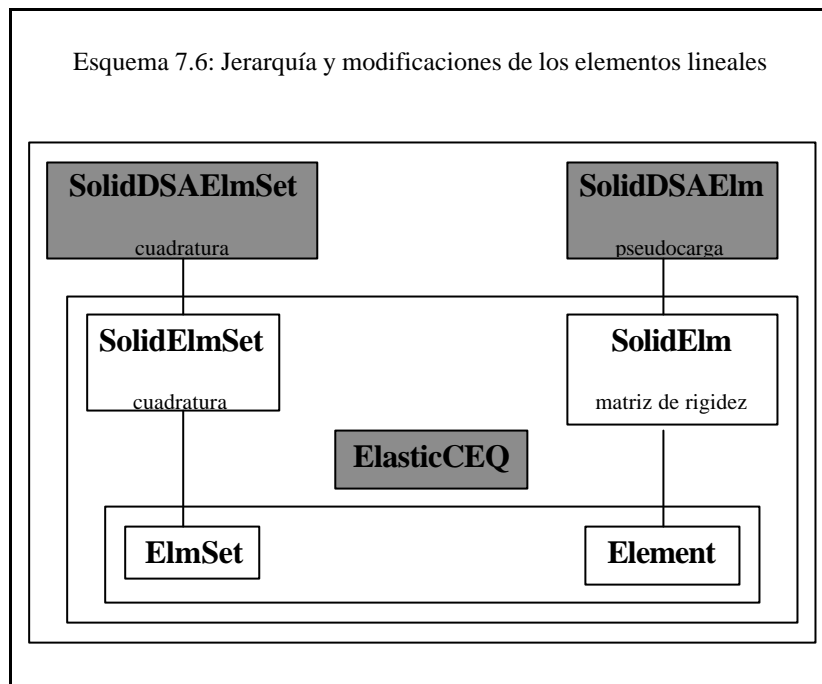 Esquema 7.6: Jerarquía y modificaciones de los elementos lineales
SolidDSAElmSet
cuadratura
SolidDSAElm
pseudocarga
SolidElmSet
cuadratura
SolidElm
matriz de rigidez
ElasticCEQ
ElmSet
Element